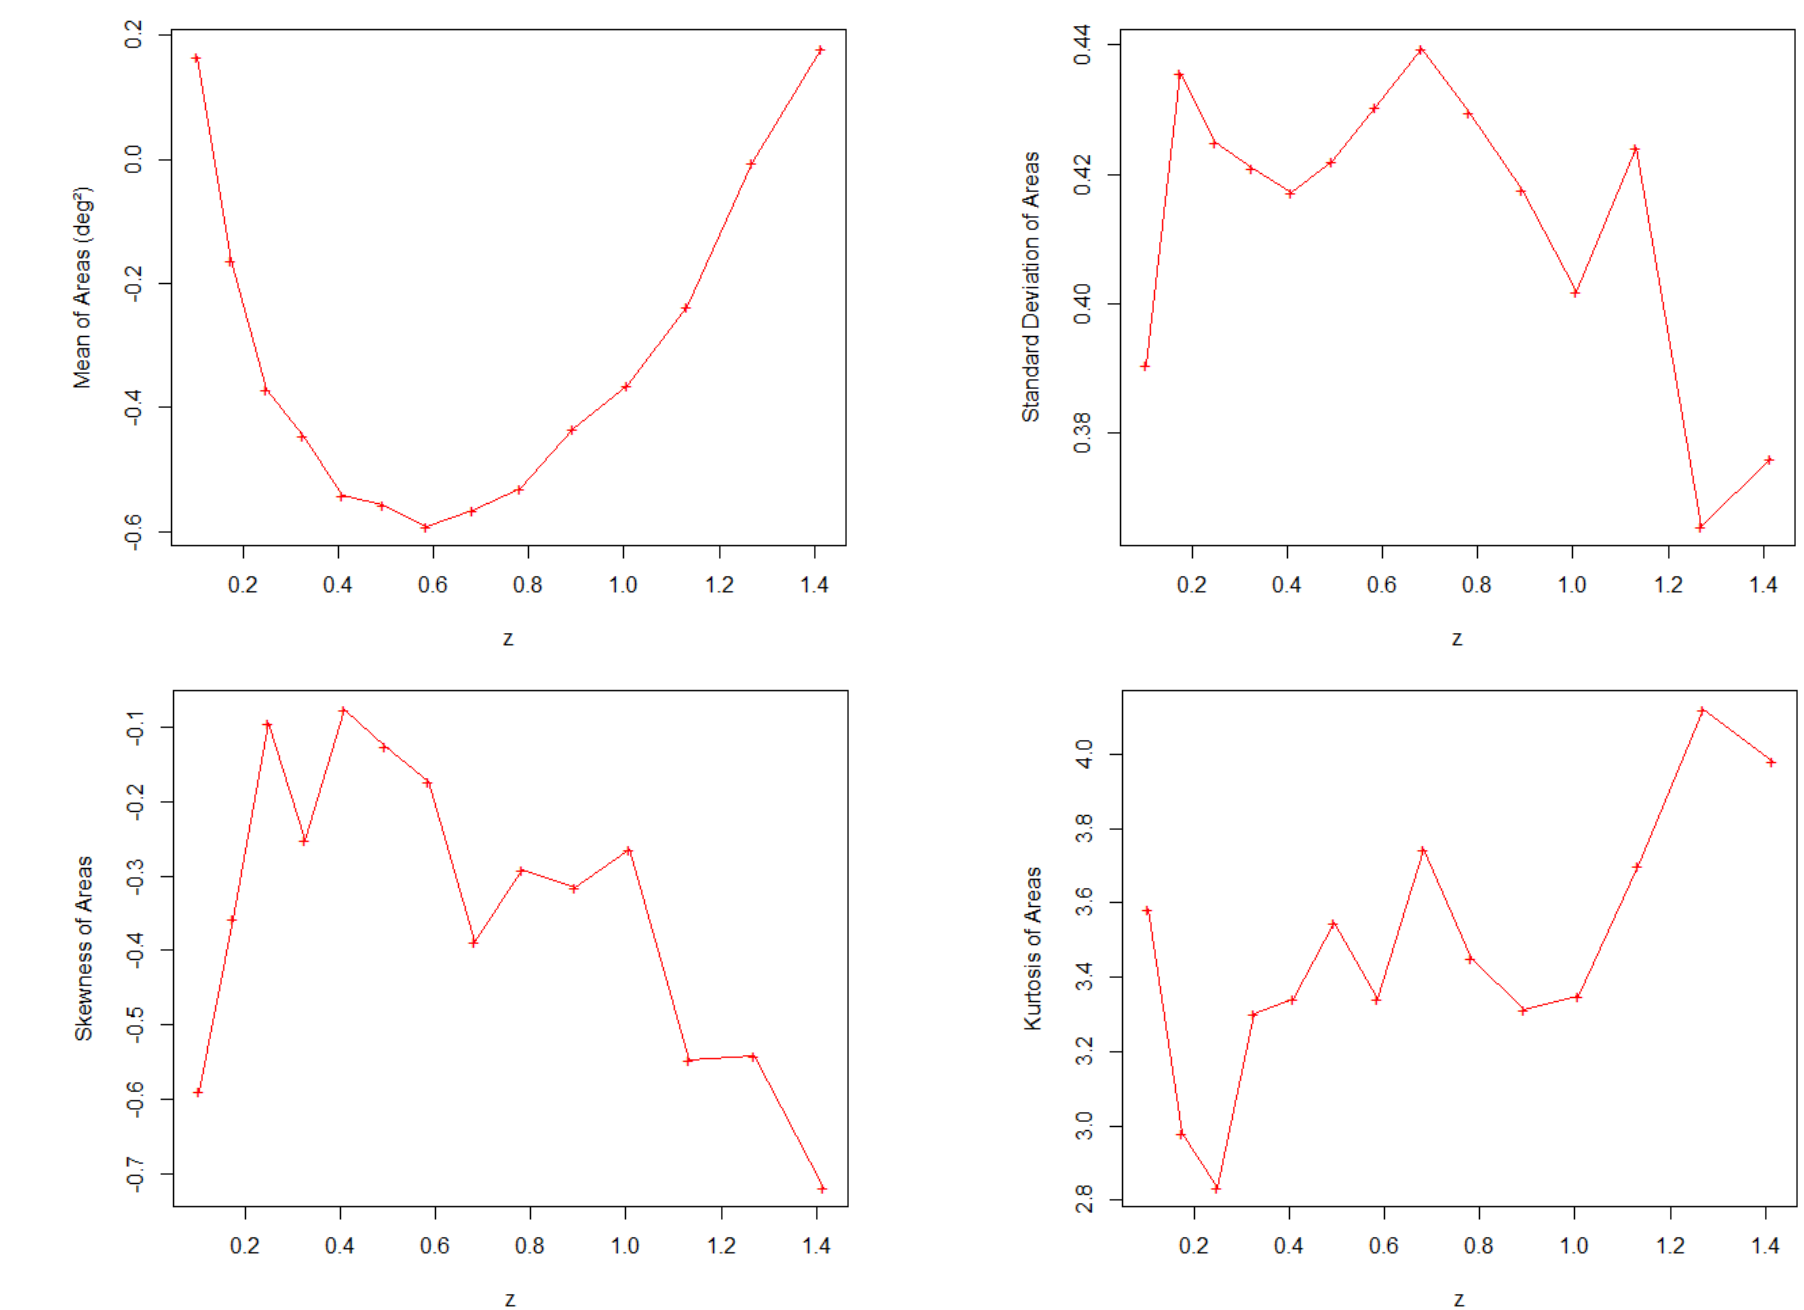 Mean of Areas (deg²)
0.2
0.0
-0.2
-0.4
-0.6
0.2 0.4 0.6 0.8 1.0 1.2 1.4
z
Standard Deviation of Areas
0.44
0.42
0.40
0.38
0.2 0.4 0.6 0.8 1.0 1.2 1.4
z
Skewness of Areas
-0.1
-0.2
-0.3
-0.4
-0.5
-0.6
-0.7
0.2 0.4 0.6 0.8 1.0 1.2 1.4
z
Kurtosis of Areas
4.0
3.8
3.6
3.4
3.2
3.0
2.8
0.2 0.4 0.6 0.8 1.0 1.2 1.4
z